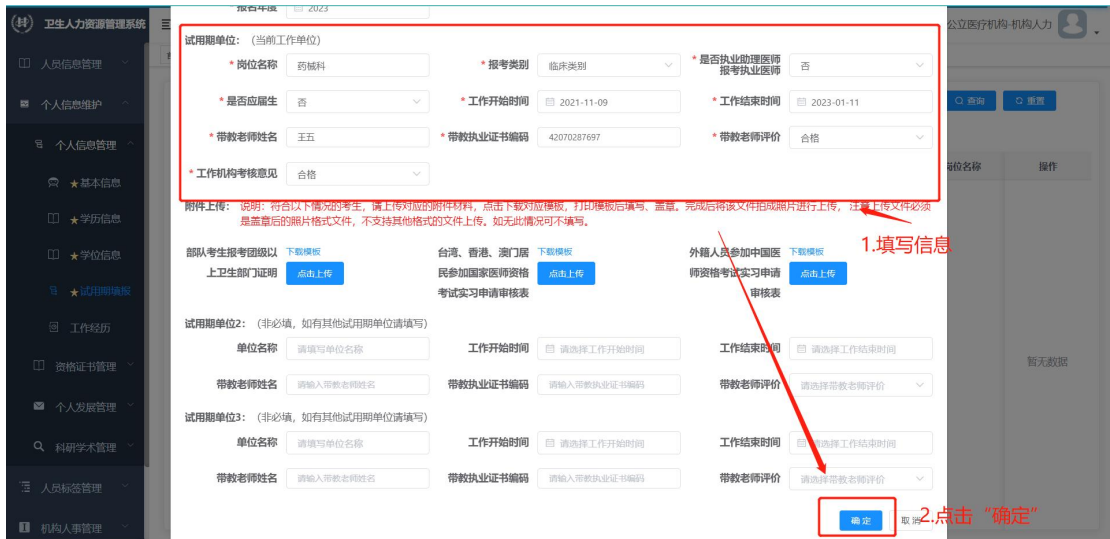 卫生人力资源管理系统
公立医疗机构-机构人力
* 报名年度 2023
试用期单位： （当前工作单位）
* 岗位名称 药械科 * 报考类别 临床类别 * 是否执业助理医师报考执业医师 否
* 是否应届生 否 * 工作开始时间 2021-11-09 * 工作结束时间 2023-01-11
* 带教老师姓名 王五 * 带教执业证书编码 42070287697 * 带教老师评价 合格
* 工作机构考核意见 合格
附件上传： 说明：符合以下情况的考生，请上传对应的附件材料，点击下载对应模板，打印模板后填写、盖章。完成后将该文件拍成照片进行上传， 注意上传文件必须
是盖章后的照片格式文件，不支持其他格式的文件上传。如无此情况可不填写。
1.填写信息
部队考生报考团级以 下载模板 台湾、香港、澳门居 下载模板 外籍人员参加中国医 下载模板
上卫生部门证明 点击上传 民参加国家医师资格 点击上传 师资格考试实习申请 点击上传
考试实习申请审核表 审核表
试用期单位2： （非必填，如有其他试用期单位请填写）
单位名称 请填写单位名称 工作开始时间 请选择工作开始时间 工作结束时间 请选择工作结束时间
带教老师姓名 请输入带教老师姓名 带教执业证书编码 请输入带教执业证书编码 带教老师评价 请选择带教老师评价
试用期单位3： （非必填，如有其他试用期单位请填写）
单位名称 请填写单位名称 工作开始时间 请选择工作开始时间 工作结束时间 请选择工作结束时间
带教老师姓名 请输入带教老师姓名 带教执业证书编码 请输入带教执业证书编码 带教老师评价 请选择带教老师评价
确 定 取 消
2.点击“确定”
人员信息管理
个人信息维护
个人信息管理
★基本信息
★学历信息
★学位信息
★试用期填报
工作经历
资格证书管理
个人发展管理
科研学术管理
人员标签管理
机构人事管理
查询 重置
岗位名称 操作
暂无数据